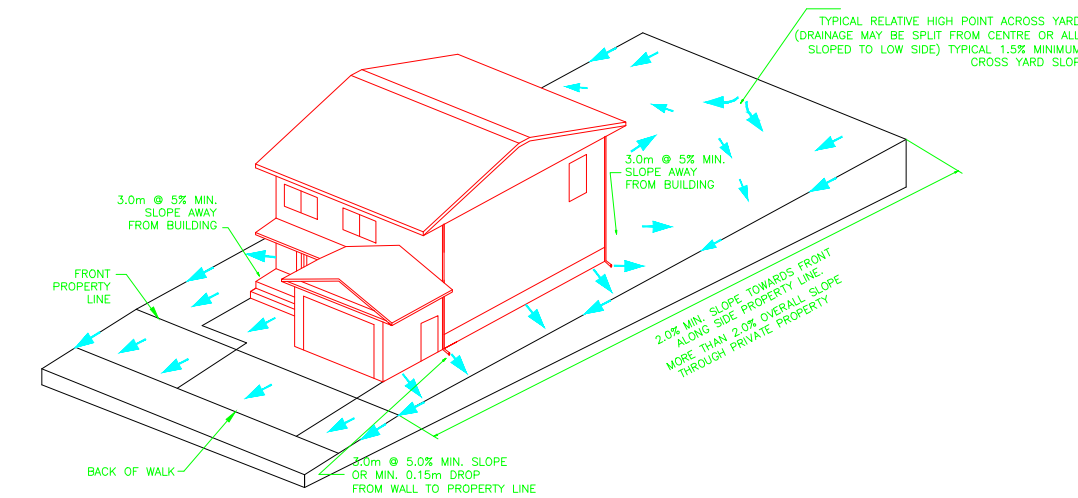 TYPICAL RELATIVE HIGH POINT ACROSS YARD
(DRAINAGE MAY BE SPLIT FROM CENTRE OR ALL
SLOPED TO LOW SIDE) TYPICAL 1.5% MINIMUM
CROSS YARD SLOP
3.0m @ 5% MIN.
SLOPE AWAY
FROM BUILDING
3.0m @ 5% MIN.
SLOPE AWAY
FROM BUILDING
FRONT
PROPERTY
LINE
2.0% MIN. SLOPE TOWARDS FRONT
ALONG SIDE PROPERTY LINE.
MORE THAN 2.0% OVERALL SLOPE
THROUGH PRIVATE PROPERTY
BACK OF WALK
3.0m @ 5.0% MIN. SLOPE
OR MIN. 0.15m DROP
FROM WALL TO PROPERTY LINE